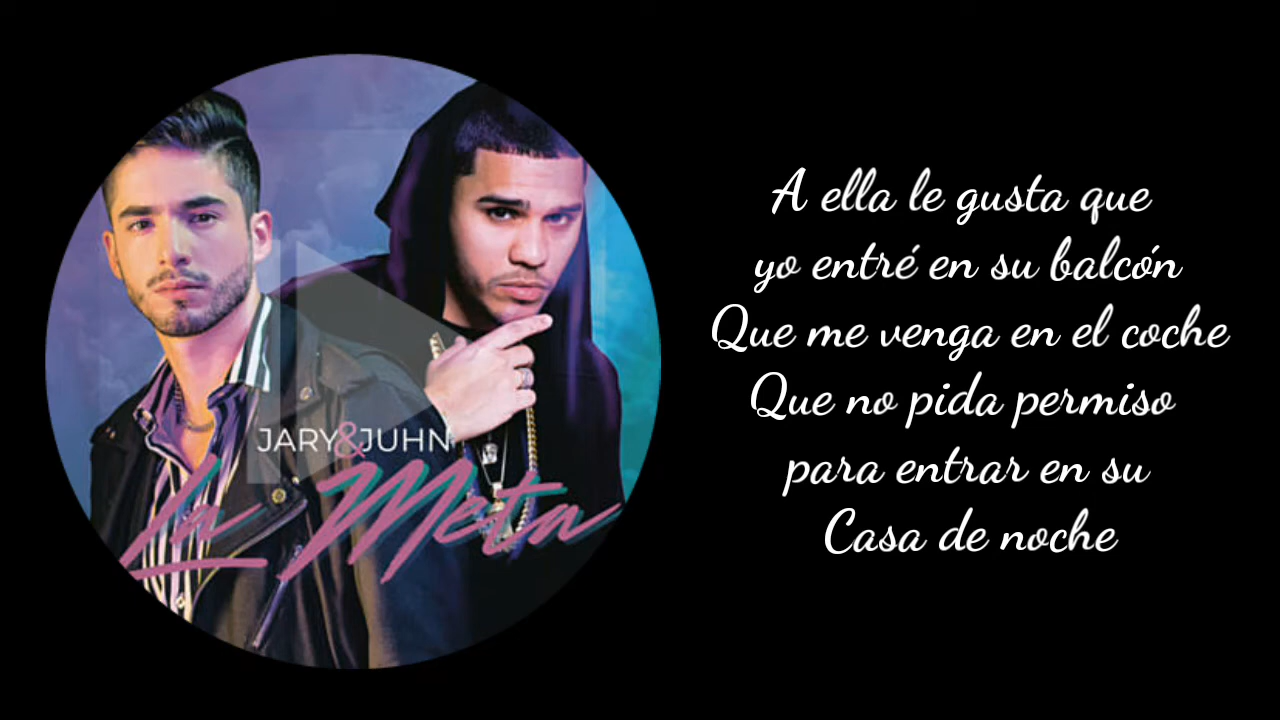 JARY & JUHN
La Meta
A ella le gusta que
yo entré en su balcón
Que me venga en el coche
Que no pida permiso
para entrar en su
Casa de noche